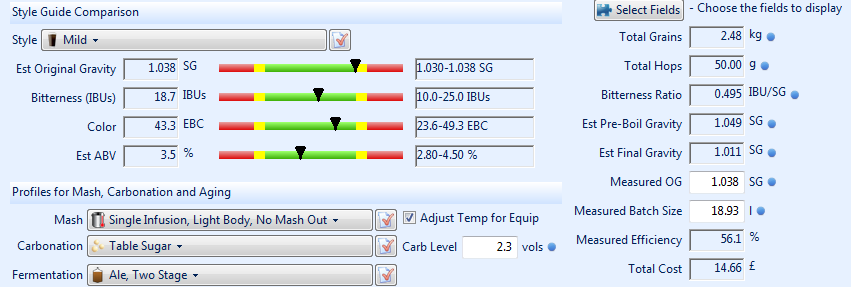 Style Guide Comparison
Style Mild
Est Original Gravity 1.038 SG 1.030-1.038 SG
Bitterness (IBUs) 18.7 IBUs 10.0-25.0 IBUs
Color 43.3 EBC 23.6-49.3 EBC
Est ABV 3.5 % 2.80-4.50 %
Profiles for Mash, Carbonation and Aging
Mash Single Infusion, Light Body, No Mash Out Adjust Temp for Equip
Carbonation Table Sugar Carb Level 2.3 vols
Fermentation Ale, Two Stage
Select Fields - Choose the fields to display
Total Grains 2.48 kg
Total Hops 50.00 g
Bitterness Ratio 0.495 IBU/SG
Est Pre-Boil Gravity 1.049 SG
Est Final Gravity 1.011 SG
Measured OG 1.038 SG
Measured Batch Size 18.93 l
Measured Efficiency 56.1 %
Total Cost 14.66 £